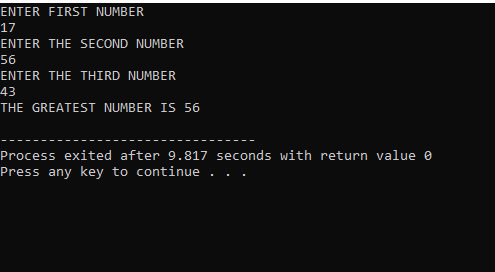 ENTER FIRST NUMBER
17
ENTER THE SECOND NUMBER
56
ENTER THE THIRD NUMBER
43
THE GREATEST NUMBER IS 56
--------------------------------
Process exited after 9.817 seconds with return value 0
Press any key to continue . . .